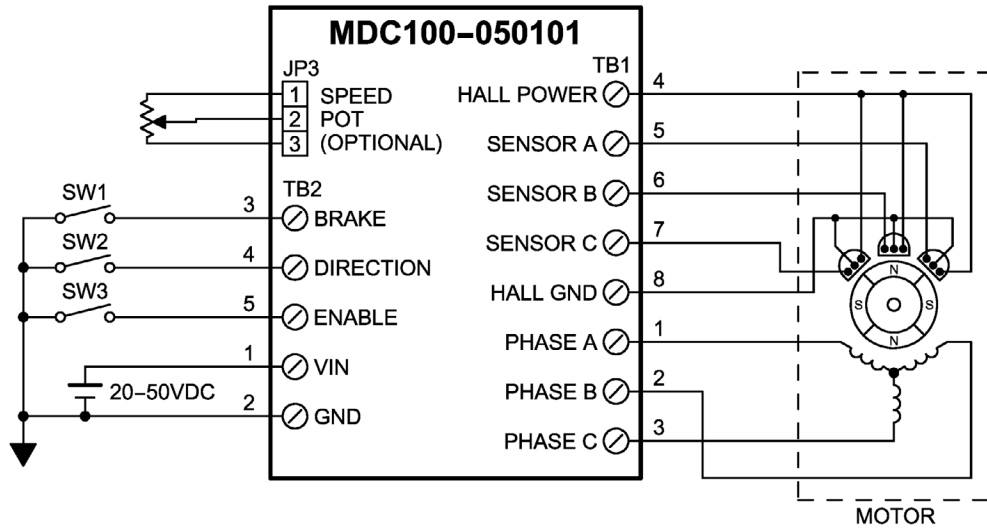 MDC100-050101
JP3
1 SPEED
2 POT
3 (OPTIONAL)
TB2
SW1
3 BRAKE
SW2
4 DIRECTION
SW3
5 ENABLE
1 VIN
20-50VDC
2 GND
TB1
HALL POWER 4
SENSOR A 5
SENSOR B 6
SENSOR C 7
HALL GND 8
PHASE A 1
PHASE B 2
PHASE C 3
N
S S
N
MOTOR